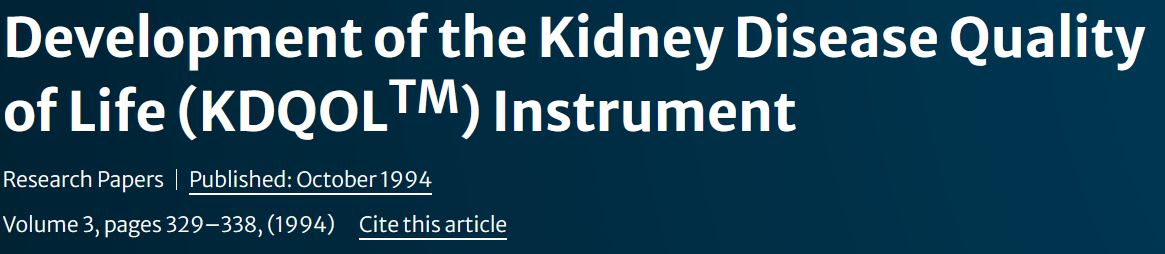 Development of the Kidney Disease Quality
of Life (KDQOL™) Instrument
Research Papers | Published: October 1994
Volume 3, pages 329–338, (1994) Cite this article